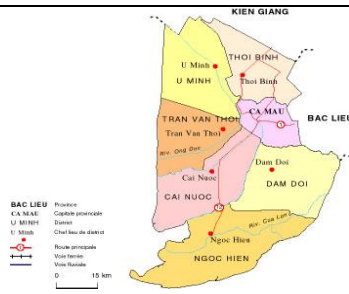 KIEN GIANG
THOI BINH
U Minh
U MINH
Thoi Binh
CA MAU
TRAN VAN THOI
Tran Van Thoi
1
BAC LIEU
Riv. Ong Doc
Dam Doi
Cai Nuoc
DAM DOI
CAI NUOC
12
Riv. Cua Lon
Ngoc Hien
NGOC HIEN
BAC LIEU Province
CA MAU Capitale provinciale
U MINH District
U Minh Chef lieu de district
1 Route principale
Voie ferrée
Voie fluviale
0 15 km